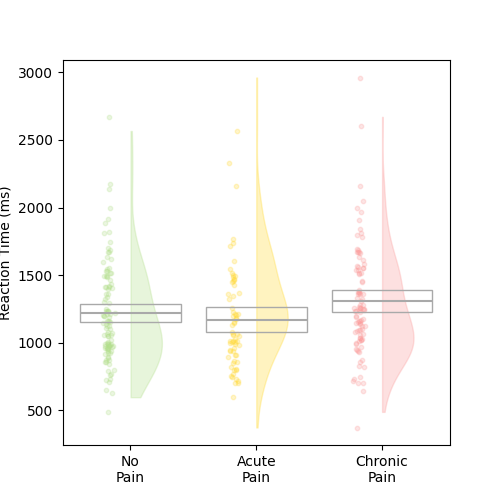 3000
2500
2000
1500
1000
500
Reaction Time (ms)
No
Pain
Acute
Pain
Chronic
Pain